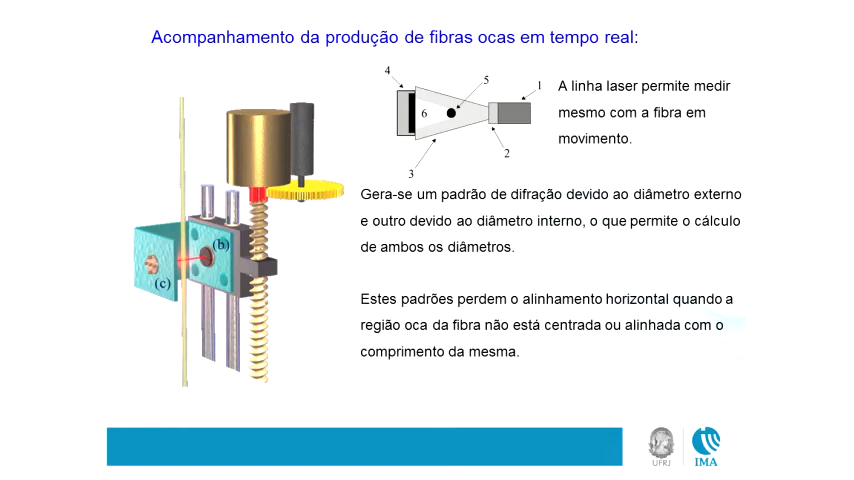 Acompanhamento da produção de fibras ocas em tempo real:
4
5
1
6
2
3
A linha laser permite medir
mesmo com a fibra em
movimento.
Gera-se um padrão de difração devido ao diâmetro externo
e outro devido ao diâmetro interno, o que permite o cálculo
de ambos os diâmetros.
Estes padrões perdem o alinhamento horizontal quando a
região oca da fibra não está centrada ou alinhada com o
comprimento da mesma.
(b)
(c)
UFRJ
IMA